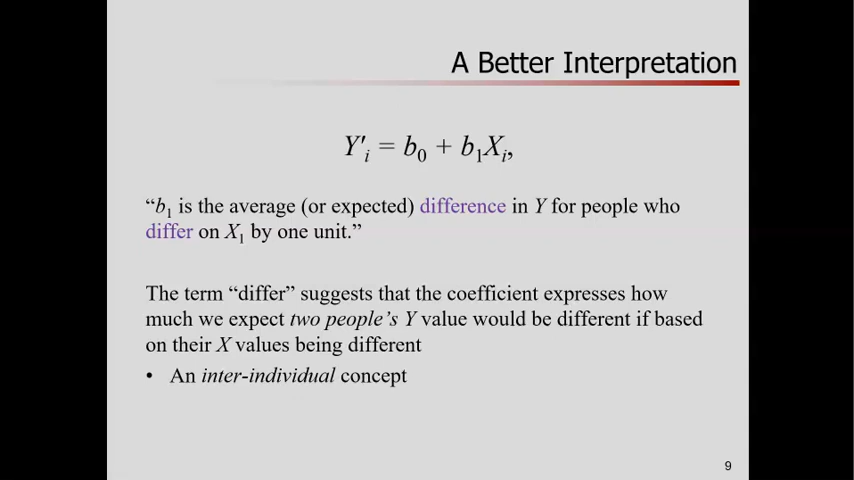 A Better Interpretation
Y′i = b0 + b1Xi,
“b1 is the average (or expected) difference in Y for people who
differ on X1 by one unit.”
The term “differ” suggests that the coefficient expresses how
much we expect two people’s Y value would be different if based
on their X values being different
• An inter-individual concept
9